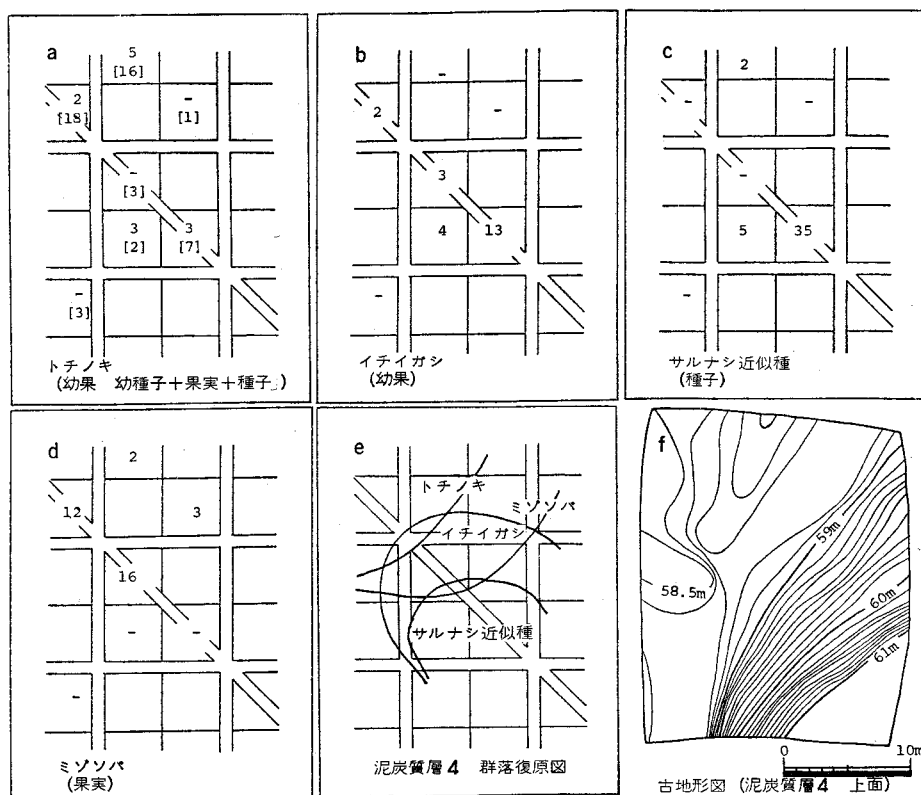 a
5
[16]
2
[18]
-
[1]
-
[3]
3
[2]
3
[7]
-
[3]
トチノキ
(幼果 幼種子+果実+種子)
b
-
2
-
3
4
13
-
イチイガシ
(幼果)
c
2
-
-
-
5
35
-
サルナシ近似種
(種子)
d
2
12
3
16
-
-
-
ミゾソバ
(果実)
e
トチノキ
ミゾソバ
イチイガシ
サルナシ近似種
泥炭質層4 群落復原図
f
59m
58.5m
60m
61m
0
10m
古地形図 (泥炭質層4 上面)